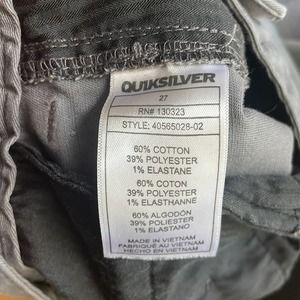 QUIKSILVER
27
RN# 130323
STYLE: 40565028-02
60% COTTON
39% POLYESTER
1% ELASTANE
60% COTON
39% POLYESTER
1% ELASTHANNE
60% ALGODÓN
39% POLIESTER
1% ELASTANO
MADE IN VIETNAM
FABRIQUÉ AU VIETNAM
HECHO EN VIETNAM